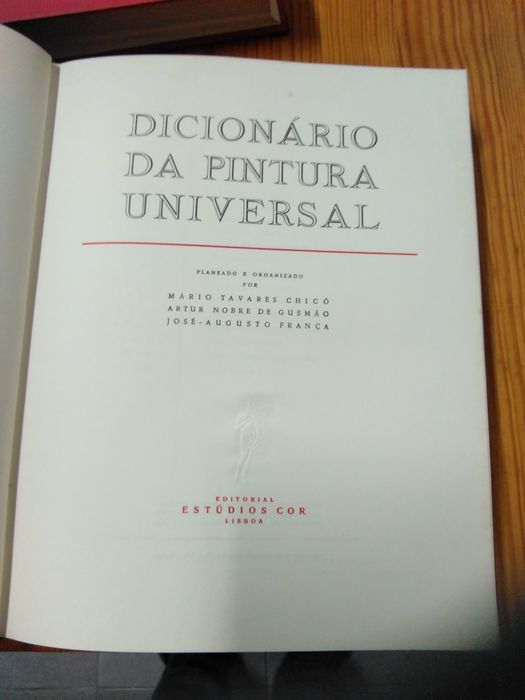 DICIONÁRIO
DA PINTURA
UNIVERSAL
PLANEADO E ORGANIZADO
POR
MÁRIO TAVARES CHICÓ
ARTUR NOBRE DE GUSMÃO
JOSÉ-AUGUSTO FRANÇA
EDITORIAL
ESTÚDIOS COR
LISBOA